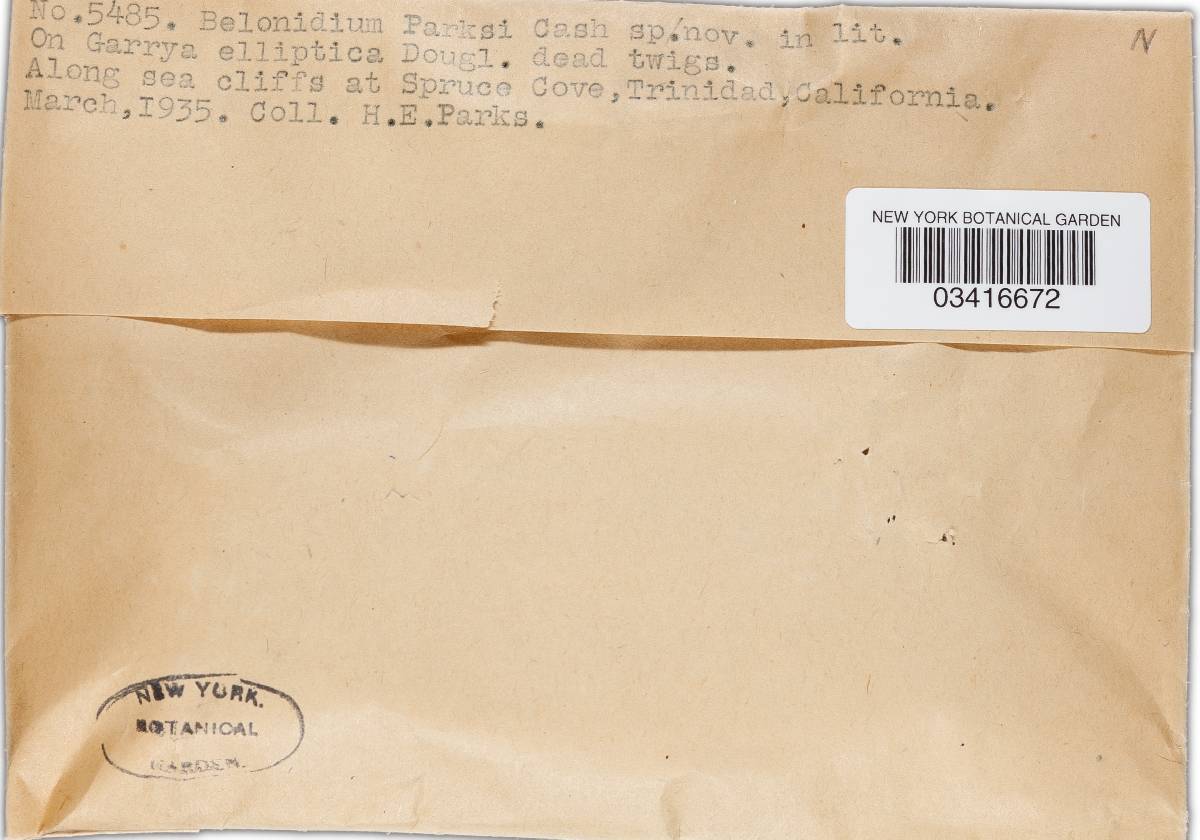 No.5485. Belonidium Parksi Cash sp.nov. in lit.
On Garrya elliptica Dougl. dead twigs.
Along sea cliffs at Spruce Cove,Trinidad,California.
March,I935. Coll. H.E.Parks.
N
NEW YORK BOTANICAL GARDEN
03416672
NEW YORK.
BOTANICAL
GARDEN.